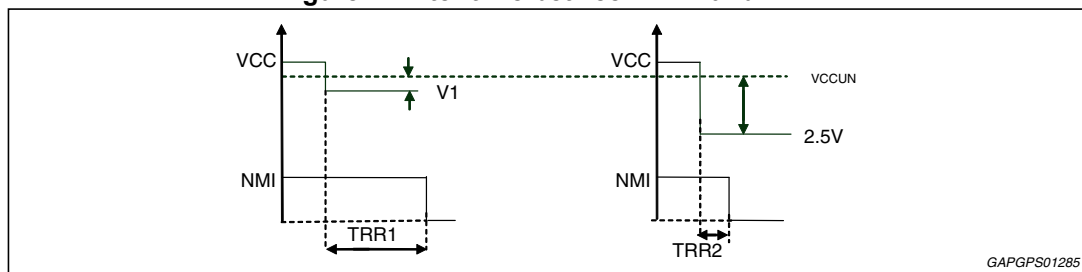 VCC
V1
NMI
TRR1
VCC
VCCUN
2.5V
NMI
TRR2
GAPGPS01285